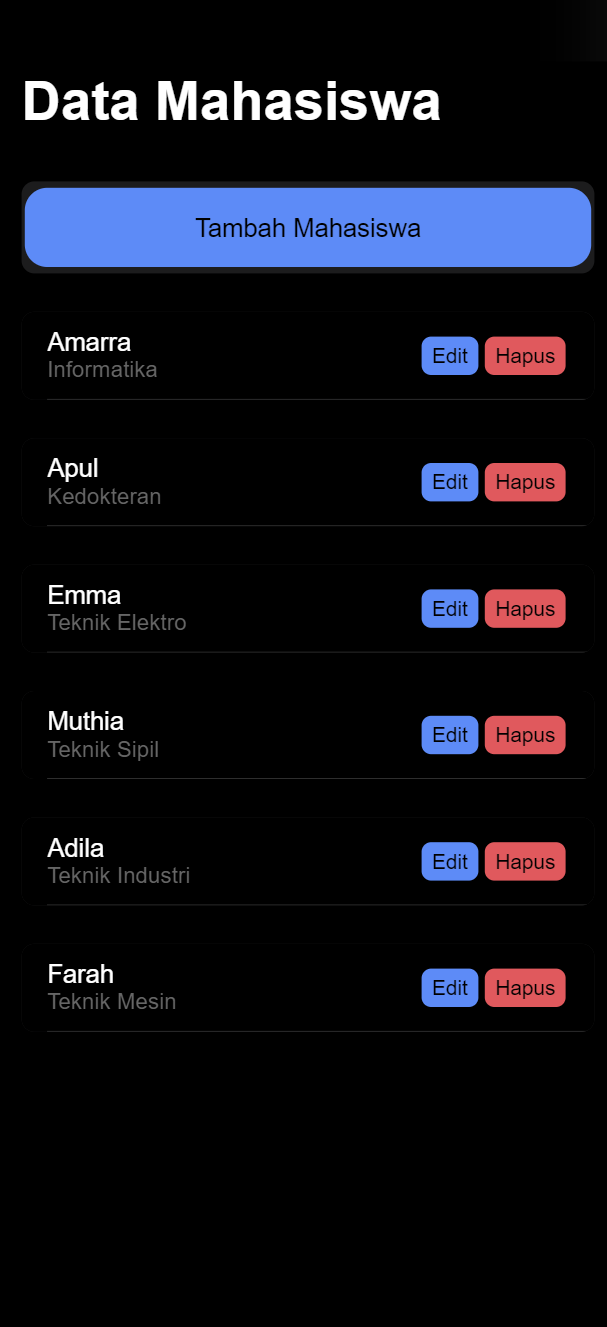 Data Mahasiswa
Tambah Mahasiswa
Amarra
Informatika
Edit Hapus
Apul
Kedokteran
Edit Hapus
Emma
Teknik Elektro
Edit Hapus
Muthia
Teknik Sipil
Edit Hapus
Adila
Teknik Industri
Edit Hapus
Farah
Teknik Mesin
Edit Hapus